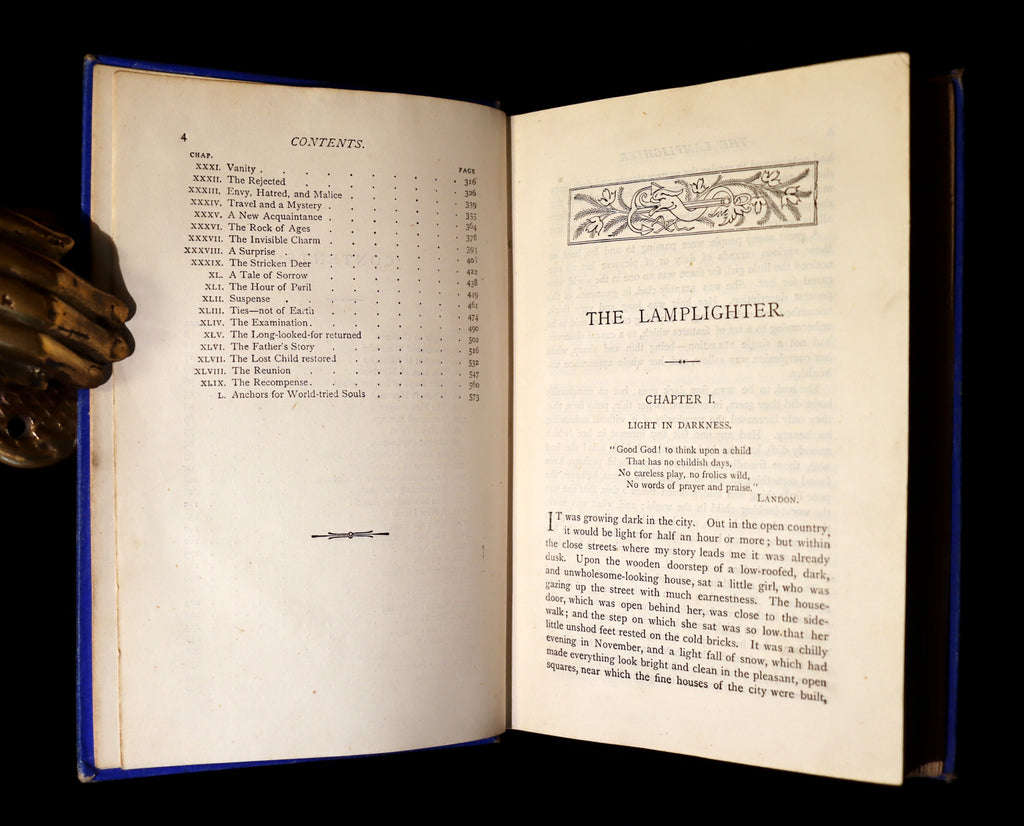 4
CONTENTS.
CHAP. PAGE
XXXI. Vanity . . . . . . . . . 316
XXXII. The Rejected . . . . . . . . 326
XXXIII. Envy, Hatred, and Malice . . . . . . 339
XXXIV. Travel and a Mystery . . . . . . . 355
XXXV. A New Acquaintance . . . . . . . 364
XXXVI. The Rock of Ages . . . . . . . 378
XXXVII. The Invisible Charm . . . . . . . 393
XXXVIII. A Surprise . . . . . . . .
XXXIX. The Stricken Deer . . . . . . . 422
XL. A Tale of Sorrow . . . . . . . 438
XLI. The Hour of Peril . . . . . . . 449
XLII. Suspense . . . . . . . . 461
XLIII. Ties—not of Earth . . . . . . . 474
XLIV. The Examination . . . . . . . 490
XLV. The Long-looked-for returned . . . . . 502
XLVI. The Father's Story . . . . . . . 516
XLVII. The Lost Child restored . . . . . . 532
XLVIII. The Reunion . . . . . . . . 547
XLIX. The Recompense . . . . . . . 560
L. Anchors for World-tried Souls . . . . . 573
THE LAMPLIGHTER.
CHAPTER I.
LIGHT IN DARKNESS.
"Good God! to think upon a child
That has no childish days,
No careless play, no frolics wild,
No words of prayer and praise."
LANDON.
IT was growing dark in the city. Out in the open country,
it would be light for half an hour or more; but within
the close streets where my story leads me it was already
dusk. Upon the wooden doorstep of a low-roofed, dark,
and unwholesome-looking house, sat a little girl, who was
gazing up the street with much earnestness. The house-
door, which was open behind her, was close to the side-
walk; and the step on which she sat was so low that her
little unshod feet rested on the cold bricks. It was a chilly
evening in November, and a light fall of snow, which had
made everything look bright and clean in the pleasant, open
squares, near which the fine houses of the city were built,